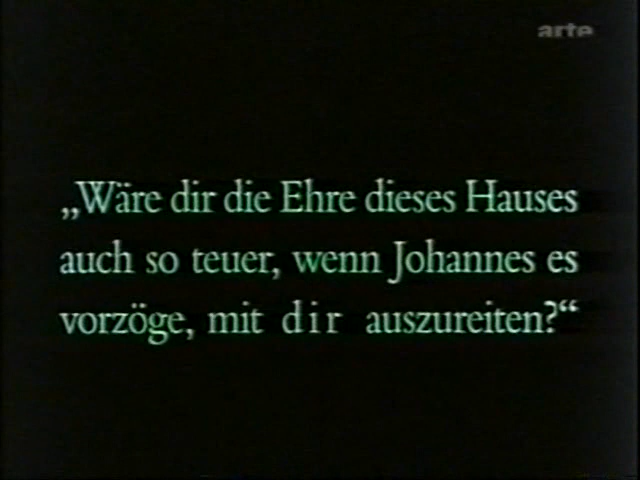 arte
„Wäre dir die Ehre dieses Hauses
auch so teuer, wenn Johannes es
vorzöge, mit dir auszureiten?“